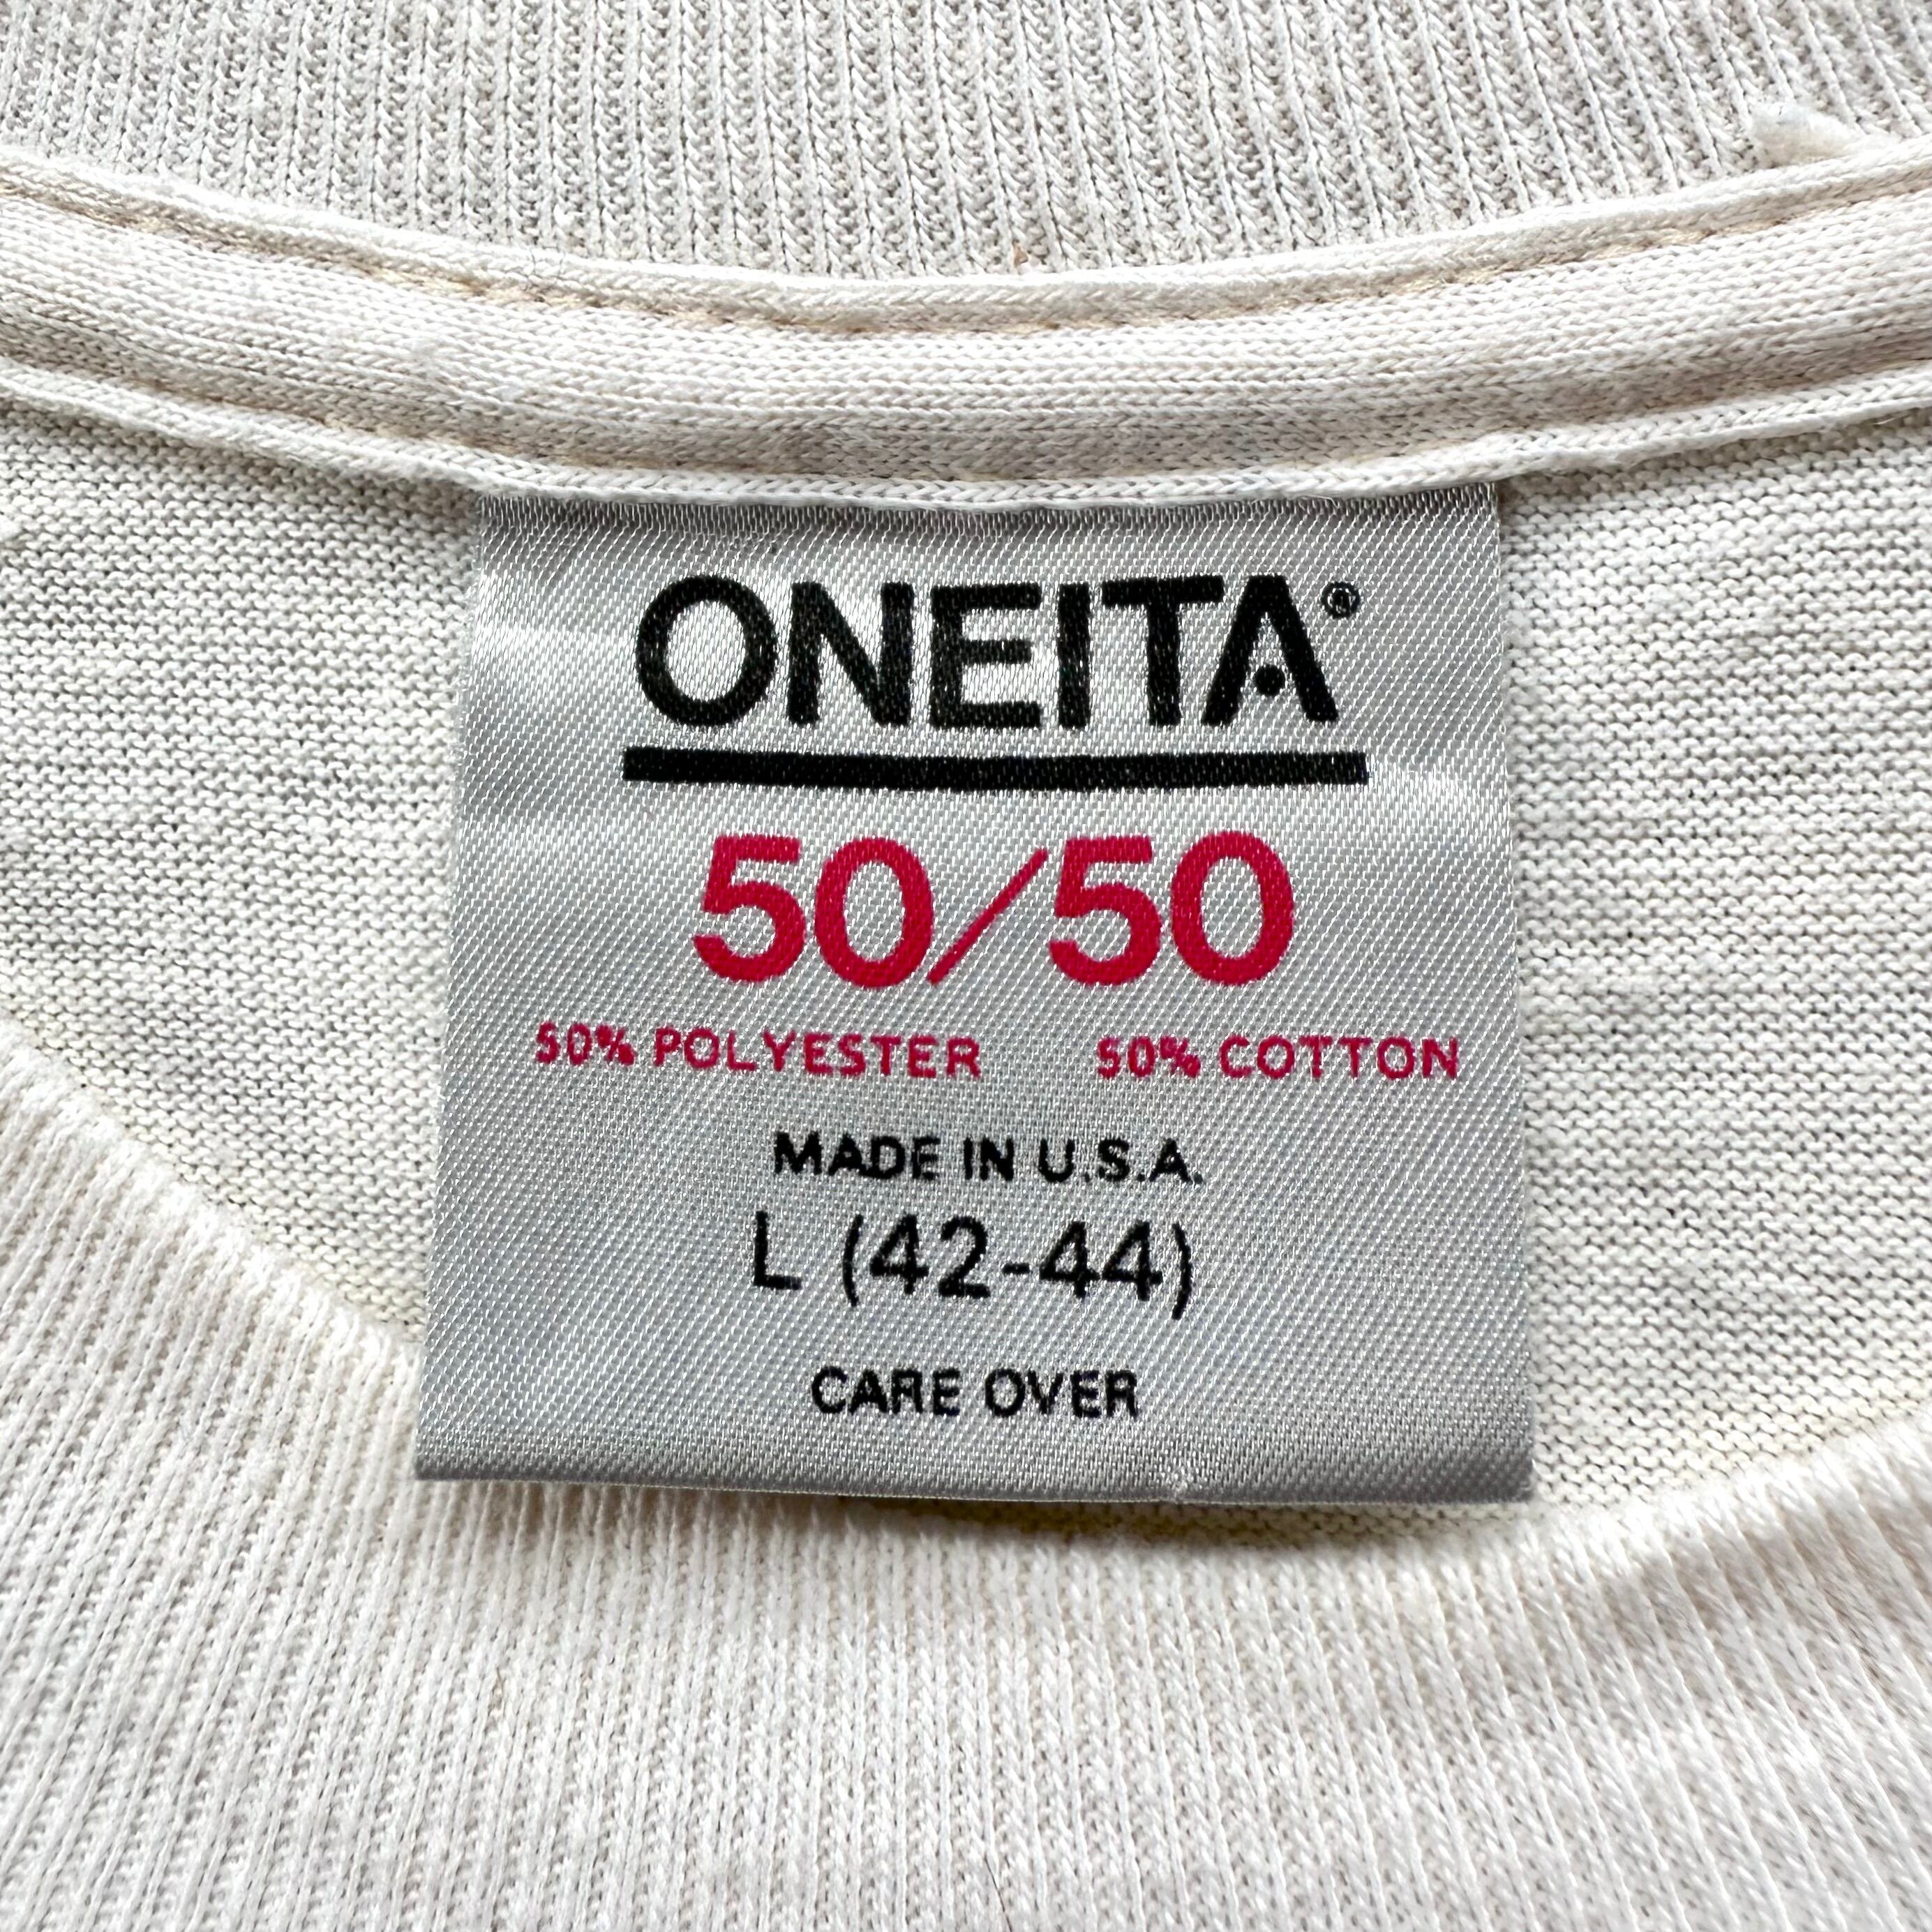 ONEITA®
50/50
50% POLYESTER 50% COTTON
MADE IN U.S.A.
L (42-44)
CARE OVER